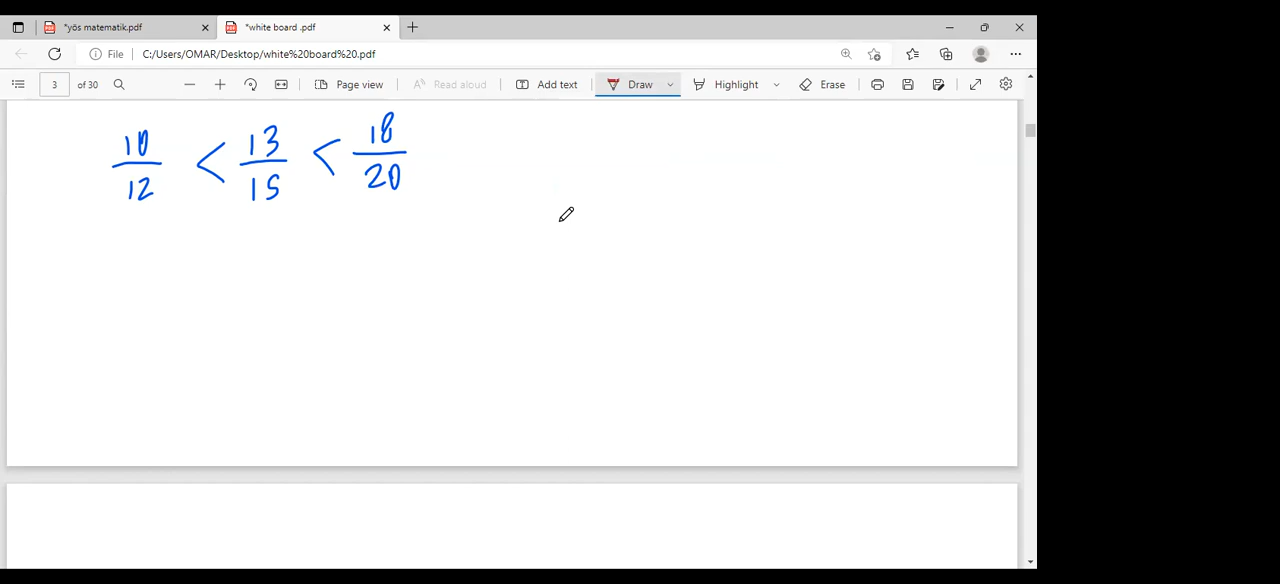 *yös matematik.pdf
*white board .pdf
File C:/Users/OMAR/Desktop/white%20board%20.pdf
3 of 30 Page view Read aloud Add text Draw Highlight Erase
10/12 < 13/15 < 18/20